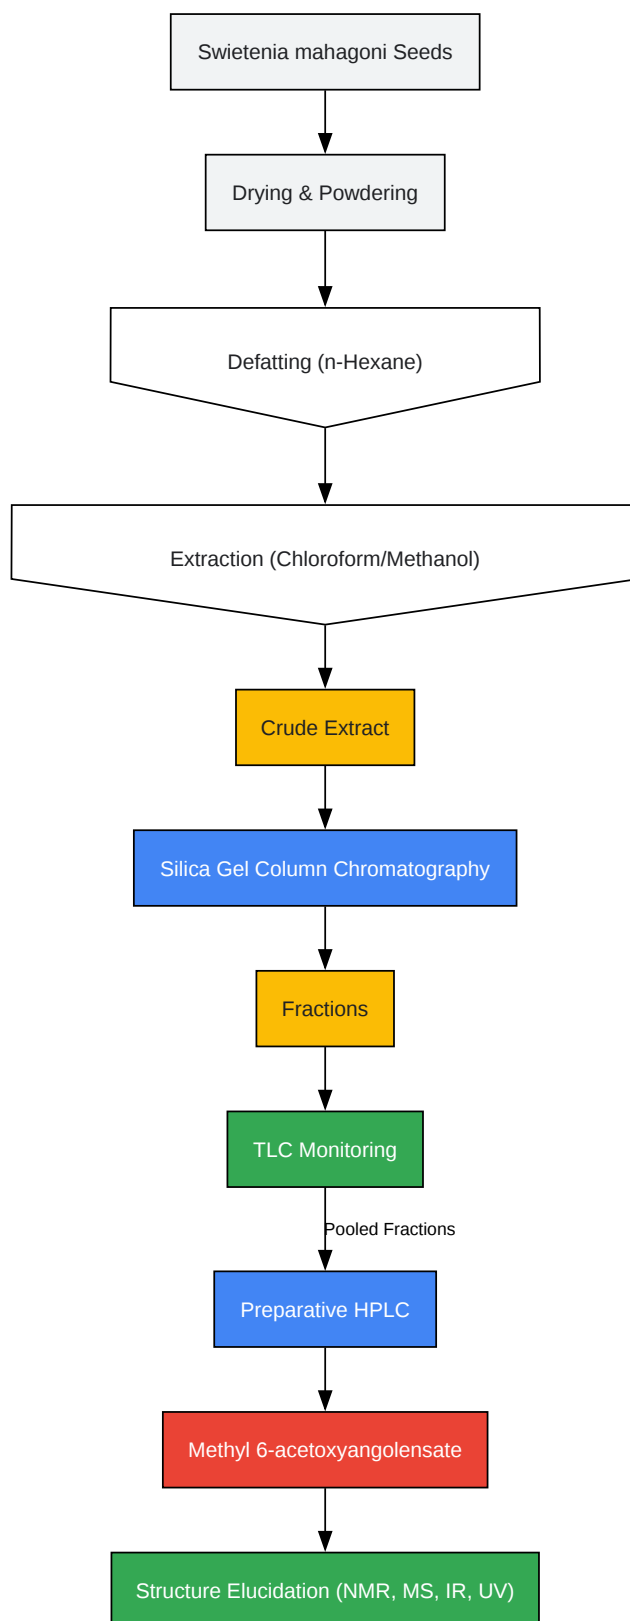 Swietenia mahagoni Seeds
Drying & Powdering
Defatting (n-Hexane)
Extraction (Chloroform/Methanol)
Crude Extract
Silica Gel Column Chromatography
Fractions
TLC Monitoring
Pooled Fractions
Preparative HPLC
Methyl 6-acetoxyangolensate
Structure Elucidation (NMR, MS, IR, UV)